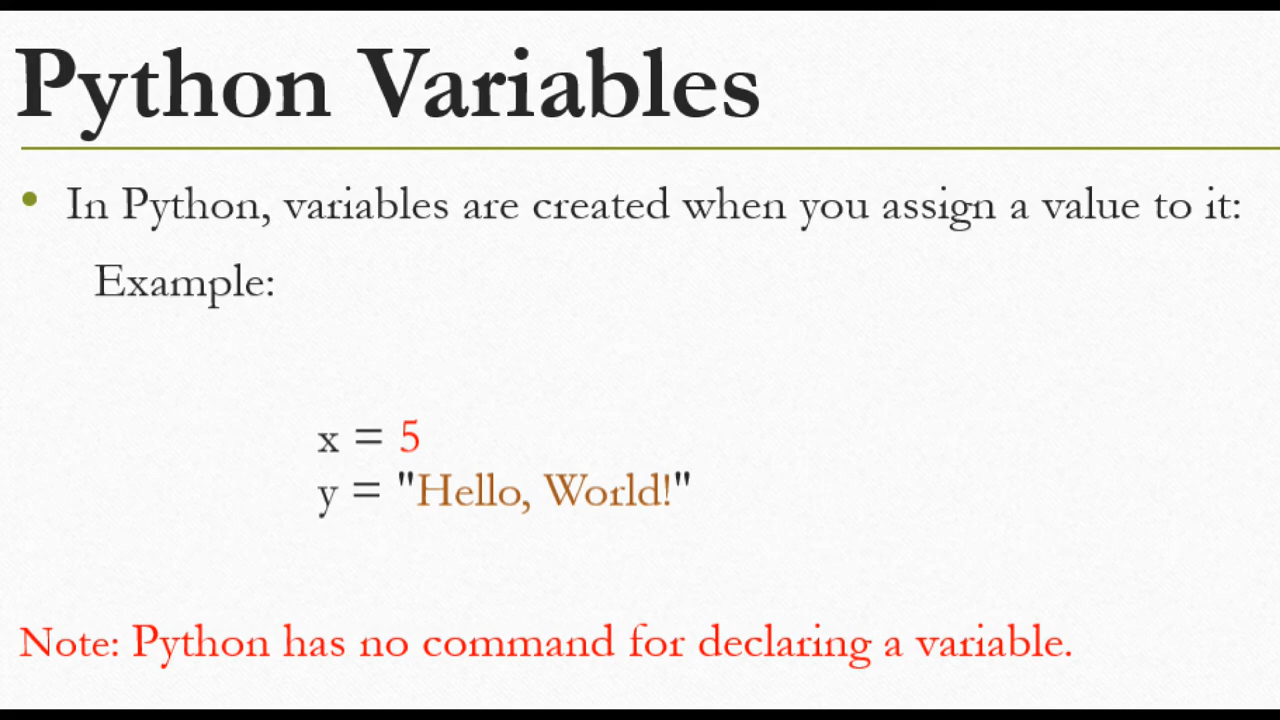 Python Variables
• In Python, variables are created when you assign a value to it:
Example:
x = 5
y = "Hello, World!"
Note: Python has no command for declaring a variable.